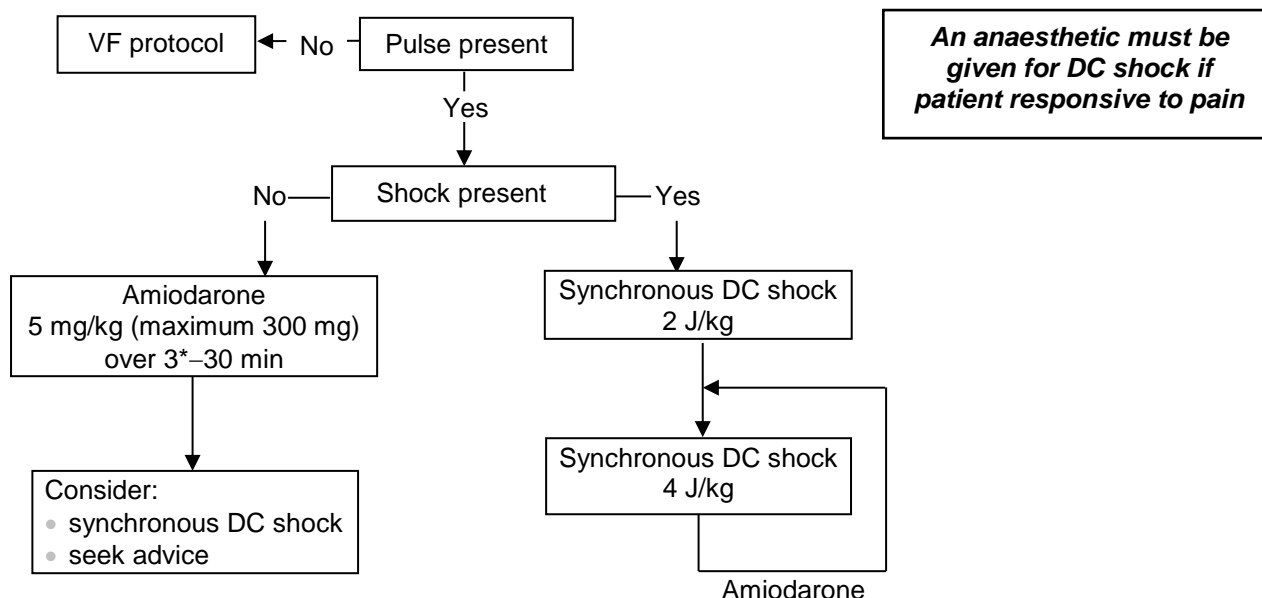 VF protocol
No
Pulse present
An anaesthetic must be
given for DC shock if
patient responsive to pain
Yes
Shock present
No
Yes
Amiodarone
5 mg/kg (maximum 300 mg)
over 3*–30 min
Synchronous DC shock
2 J/kg
Consider:
• synchronous DC shock
• seek advice
Synchronous DC shock
4 J/kg
Amiodarone